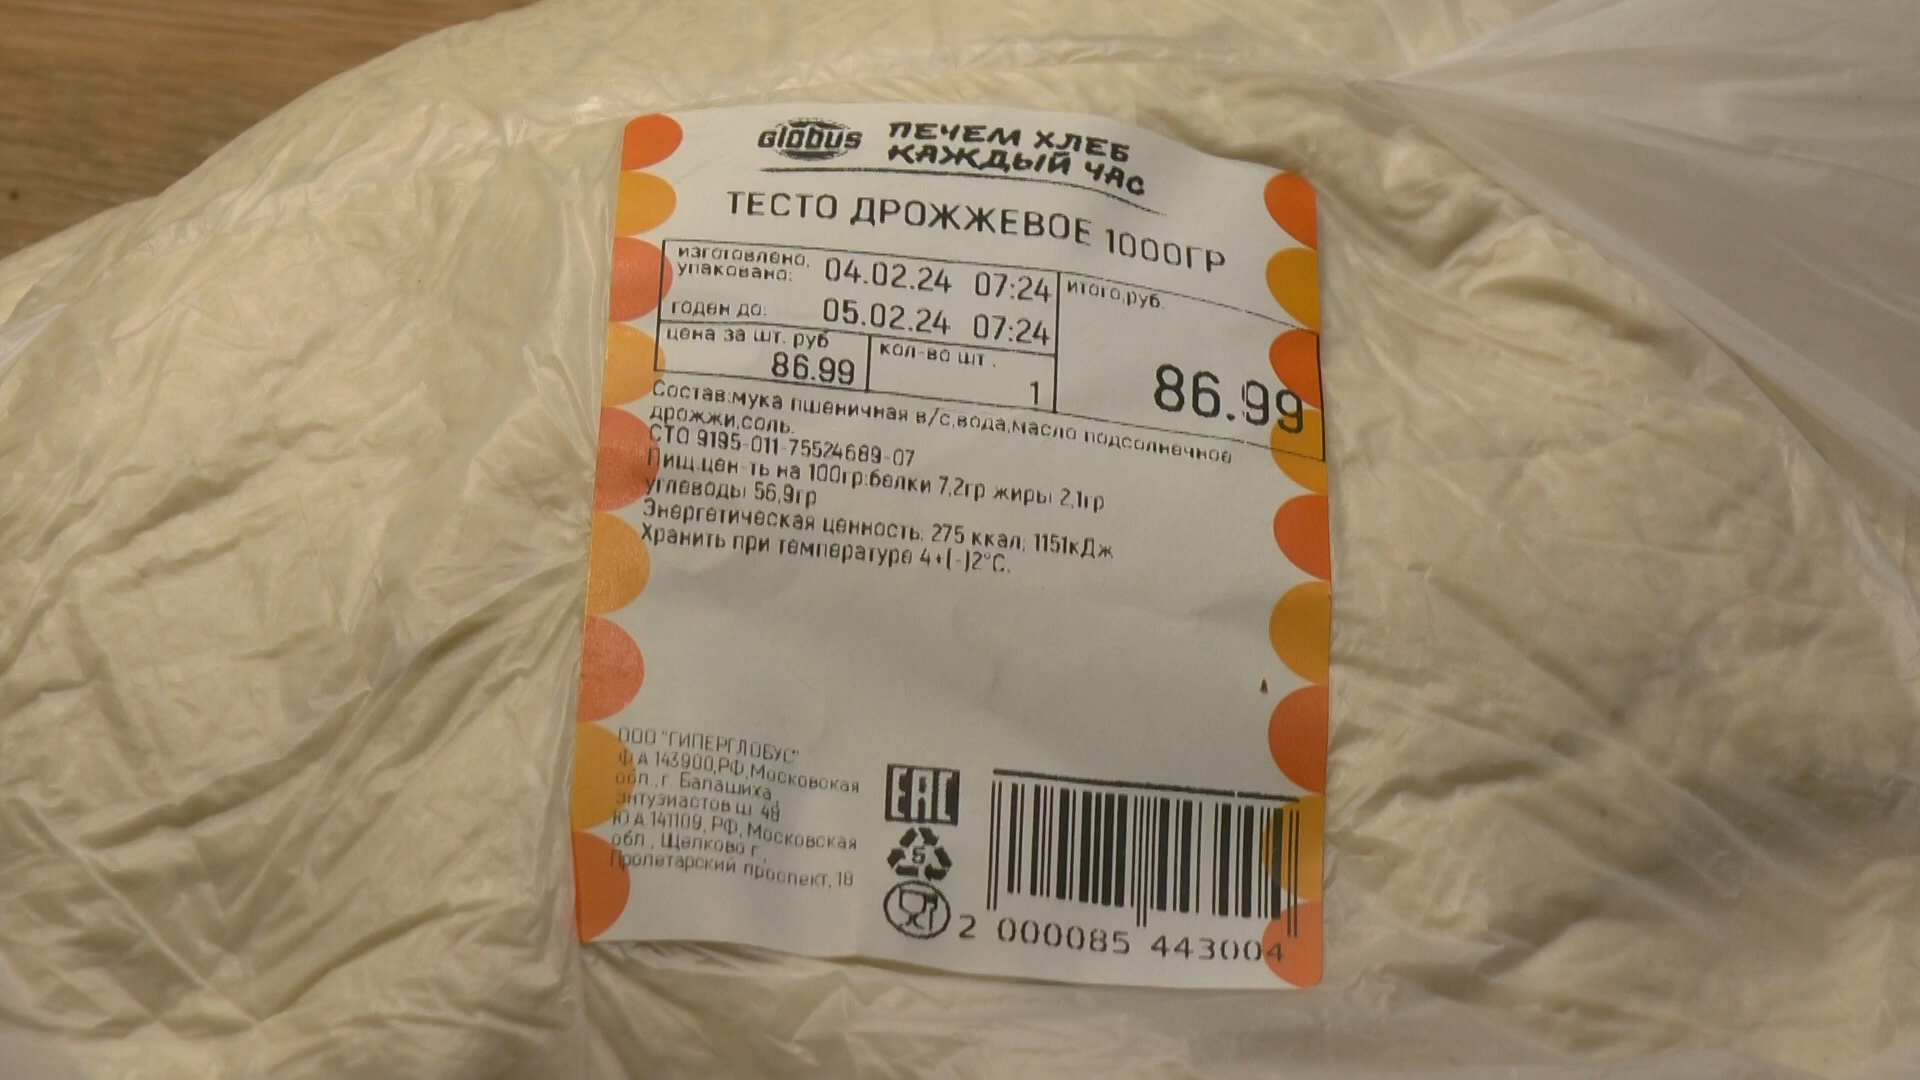 Globus ПЕЧЕМ ХЛЕБ
КАЖДЫЙ ЧАС
ТЕСТО ДРОЖЖЕВОЕ 1000ГР
изготовлено,
упаковано: 04.02.24 07:24
годен до: 05.02.24 07:24
итого,руб.
86.99
цена за шт. руб
86.99
кол-во шт.
1
Состав:мука пшеничная в/с,вода,масло подсолнечное
дрожжи,соль.
СТО 9195-011-75524689-07
Пищ.цен-ть на 100гр:белки 7,2гр жиры 2,1гр
углеводы 56,9гр
Энергетическая ценность: 275 ккал; 1151кДж
Хранить при температуре 4+(-)2°С.
ООО "ГИПЕРГЛОБУС"
Ф А 143900,РФ,Московская
обл.,г. Балашиха,
Энтузиастов ш 48
Ю А 141109, РФ, Московская
обл., Щелково г.,
Пролетарский проспект, 18
EAC
5
2 000085 443004